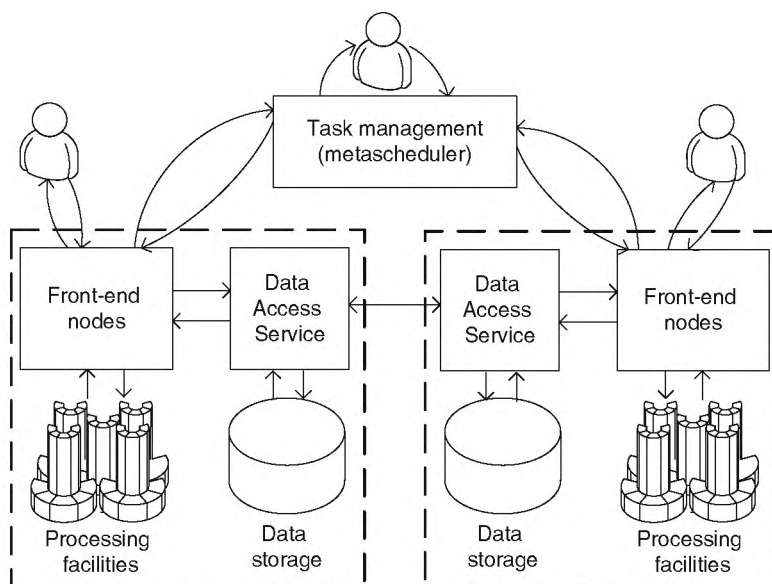 Task management
(metascheduler)
Front-end
nodes
Data
Access
Service
Data
Access
Service
Front-end
nodes
Processing
facilities
Data
storage
Data
storage
Processing
facilities